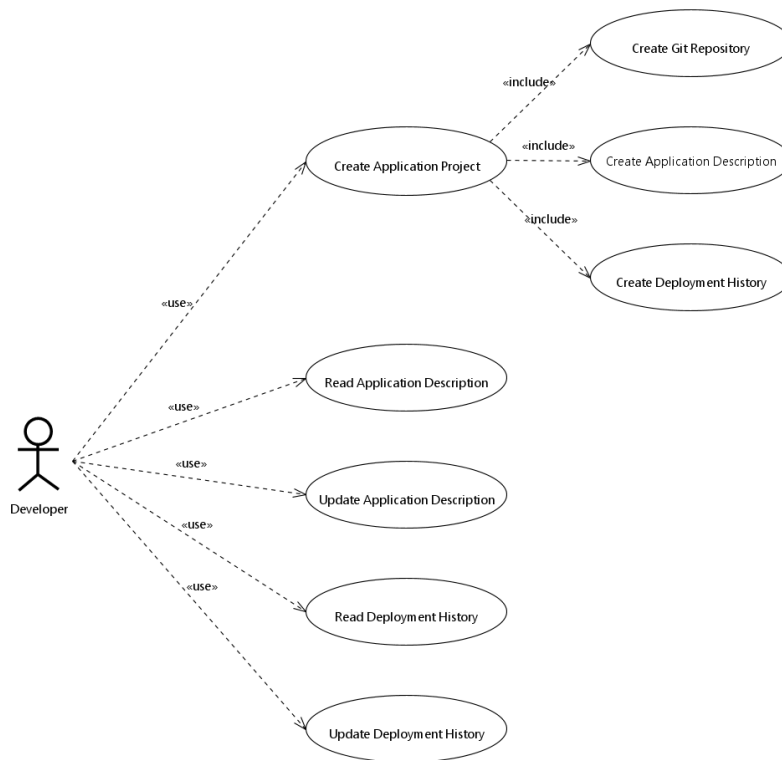 Create Git Repository
«include»
«include»
Create Application Project
Create Application Description
«include»
Create Deployment History
«use»
Read Application Description
«use»
«use»
Update Application Description
Developer
«use»
«use»
Read Deployment History
Update Deployment History